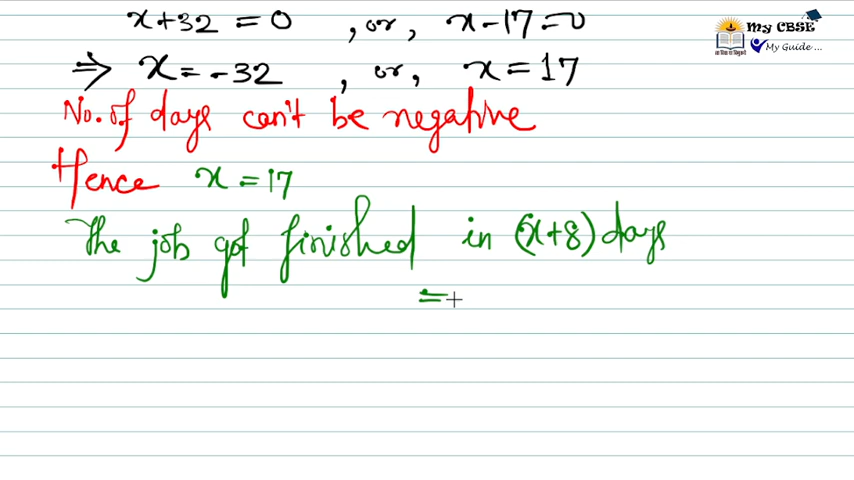 x+32 = 0 , or, x-17=0
My CBSE
My Guide ...
⇒ x = -32 , or, x = 17
No. of days can't be negative
Hence x = 17
The job got finished in (x+8) days
=